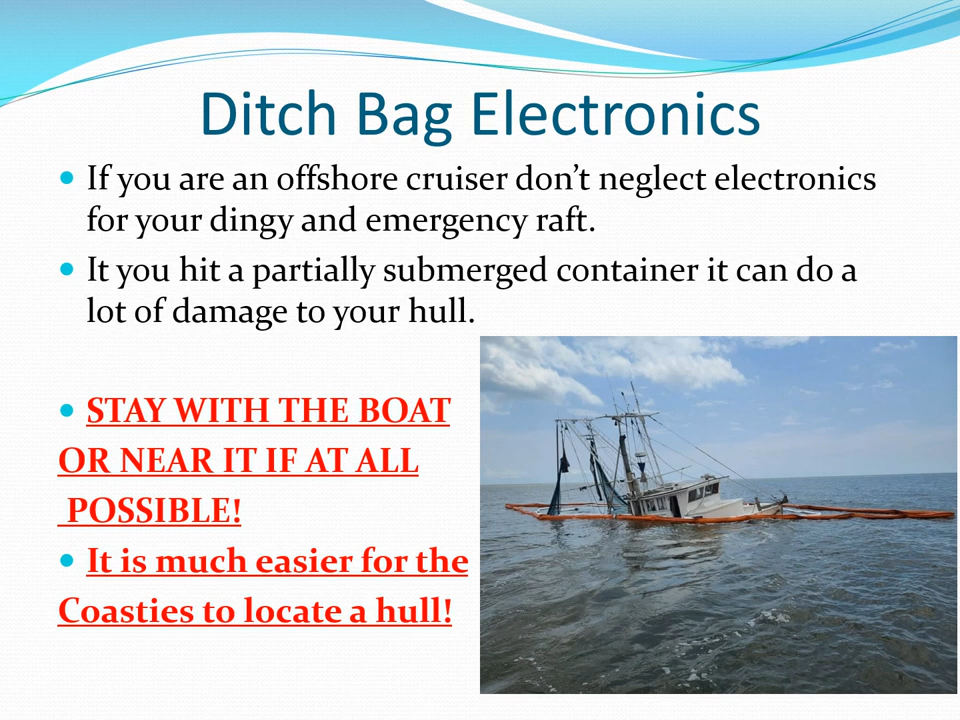 Ditch Bag Electronics
• If you are an offshore cruiser don’t neglect electronics
for your dingy and emergency raft.
• It you hit a partially submerged container it can do a
lot of damage to your hull.
• STAY WITH THE BOAT
OR NEAR IT IF AT ALL
POSSIBLE!
• It is much easier for the
Coasties to locate a hull!